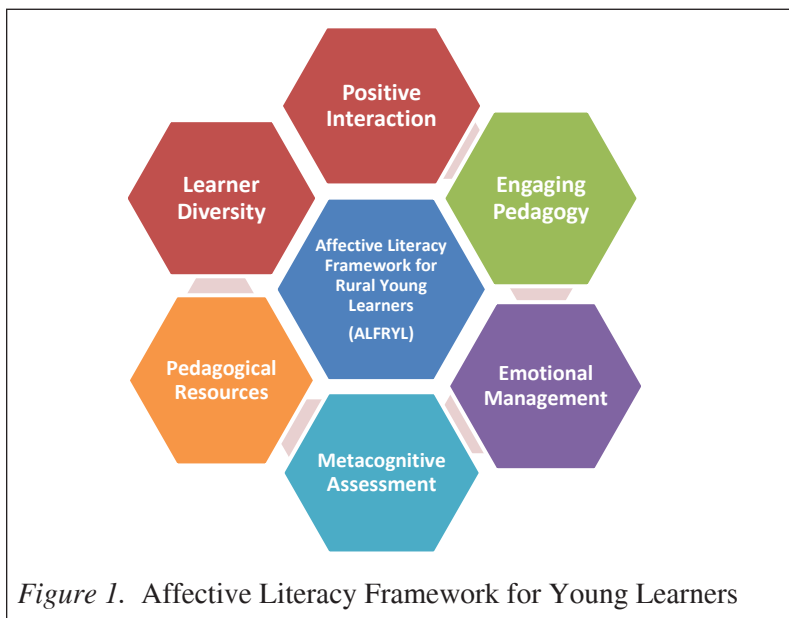 Positive
Interaction
Learner
Diversity
Engaging
Pedagogy
Affective Literacy
Framework for
Rural Young
Learners
(ALFRYL)
Pedagogical
Resources
Emotional
Management
Metacognitive
Assessment
Figure 1. Affective Literacy Framework for Young Learners